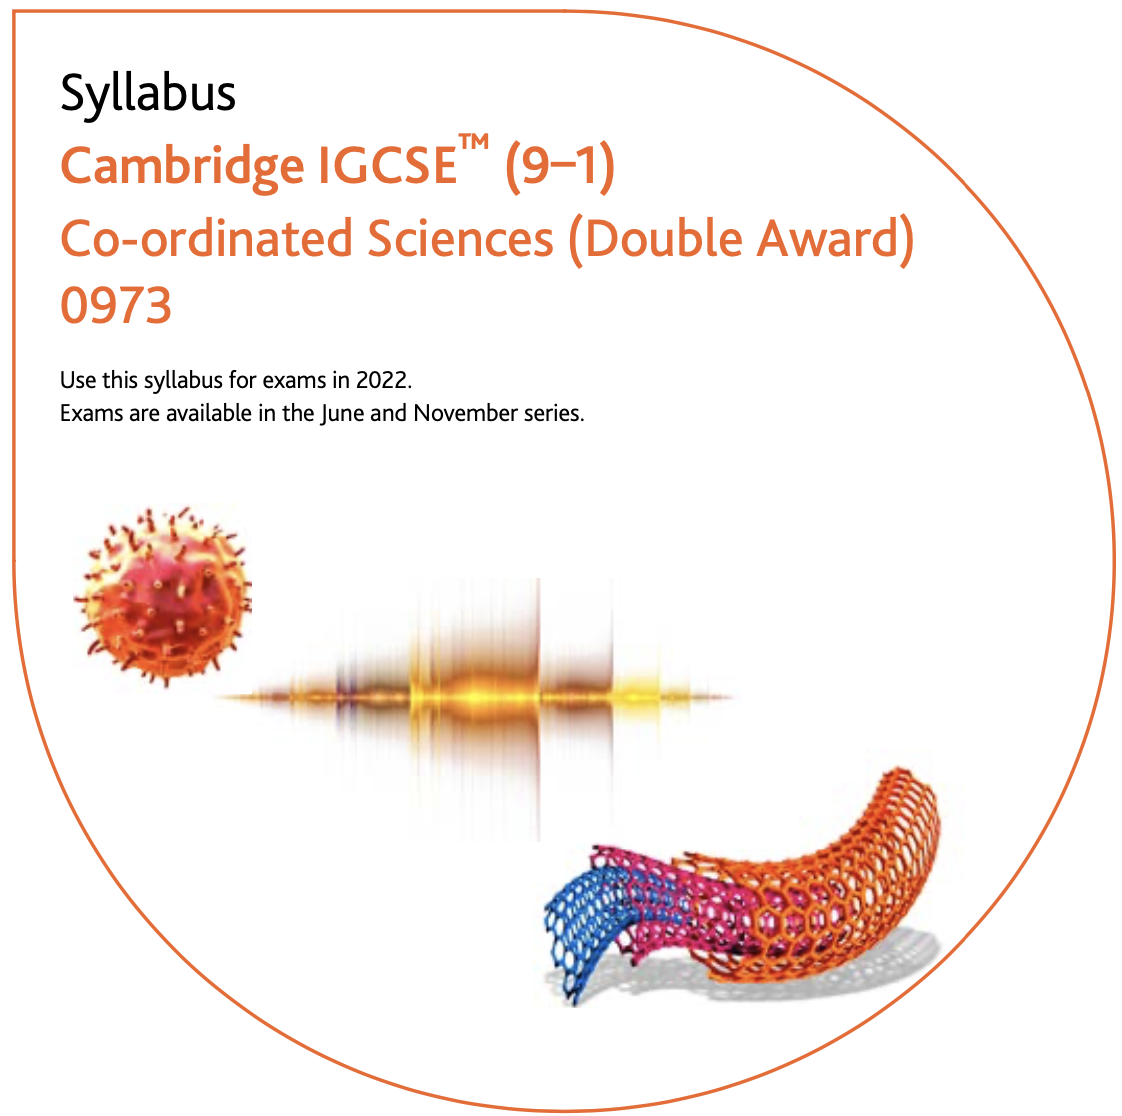 Syllabus
Cambridge IGCSE™ (9–1)
Co-ordinated Sciences (Double Award)
0973
Use this syllabus for exams in 2022.
Exams are available in the June and November series.